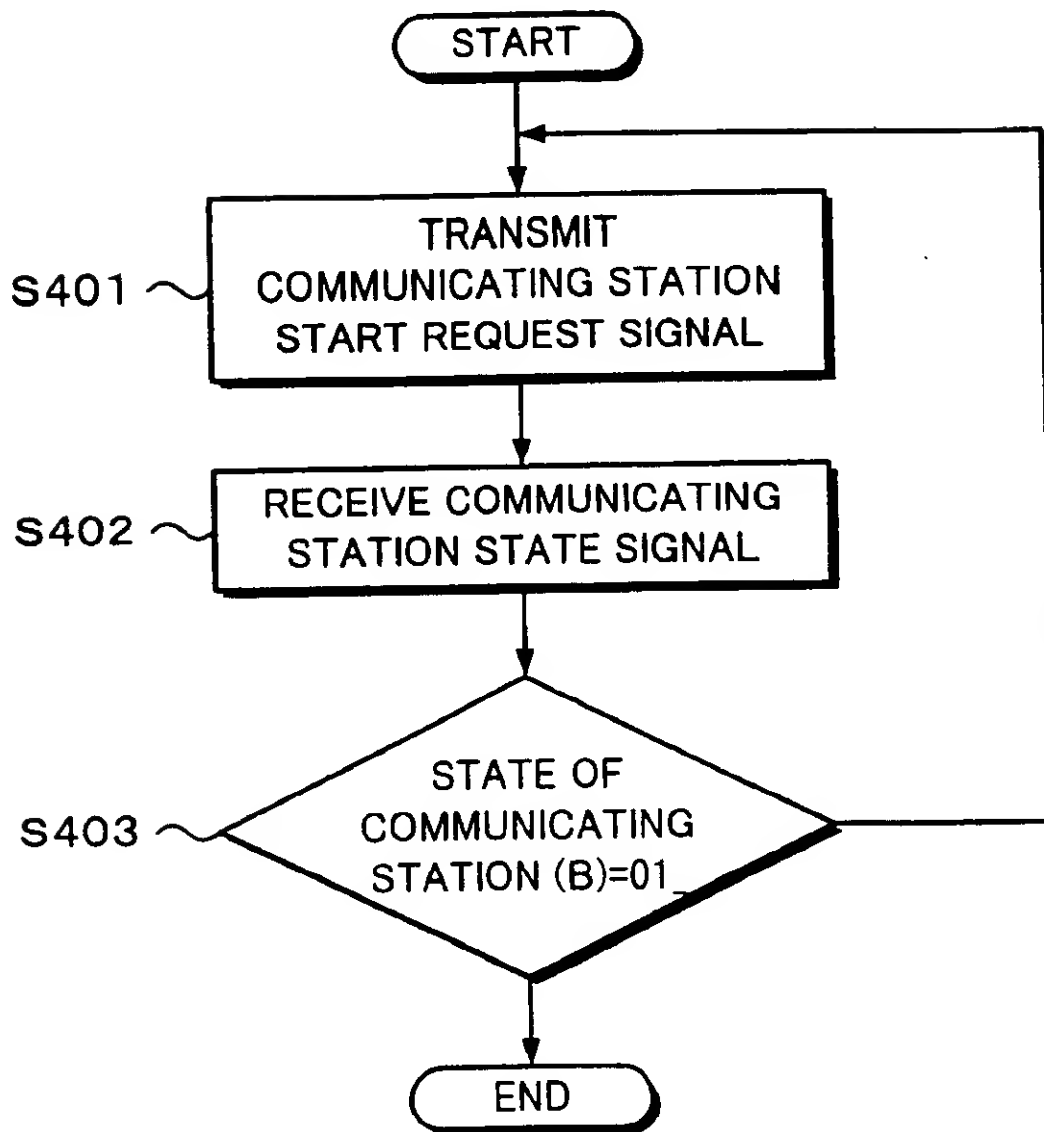 START
S401
TRANSMIT
COMMUNICATING STATION
START REQUEST SIGNAL
S402
RECEIVE COMMUNICATING
STATION STATE SIGNAL
S403
STATE OF
COMMUNICATING
STATION (B)=01_
END